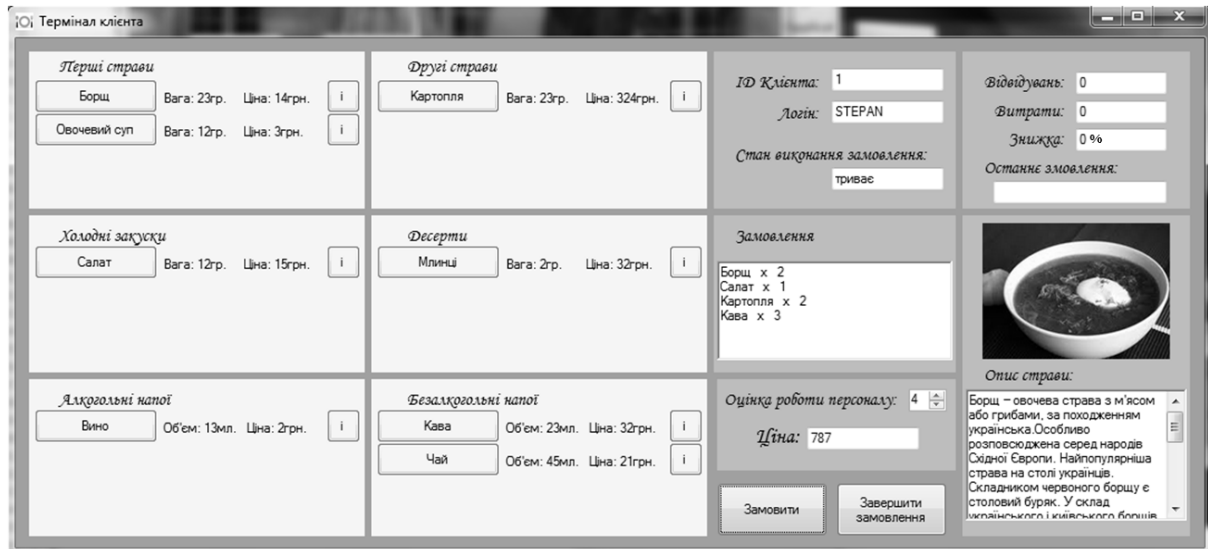 Термінал клієнта
Перші страви
Борщ Вага: 23гр. Ціна: 14грн. i
Овочевий суп Вага: 12гр. Ціна: 3грн. i
Другі страви
Картопля Вага: 23гр. Ціна: 324грн. i
ID Клієнта: 1
Логін: STEPAN
Стан виконання замовлення:
триває
Відвідувань: 0
Витрати: 0
Знижка: 0 %
Останнє змовлення:
Холодні закуски
Салат Вага: 12гр. Ціна: 15грн. i
Десерти
Млинці Вага: 2гр. Ціна: 32грн. i
Замовлення
Борщ х 2
Салат х 1
Картопля х 2
Кава х 3
Алкогольні напої
Вино Об'єм: 13мл. Ціна: 2грн. i
Безалкогольні напої
Кава Об'єм: 23мл. Ціна: 32грн. i
Чай Об'єм: 45мл. Ціна: 21грн. i
Оцінка роботи персоналу: 4
Ціна: 787
Замовити
Завершити
замовлення
Опис страви:
Борщ – овочева страва з м'ясом
або грибами, за походженням
українська.Особливо
розповсюджена серед народів
Східної Європи. Найпопулярніша
страва на столі українців.
Складником червоного борщу є
столовий буряк. У склад
українського і київського борщів